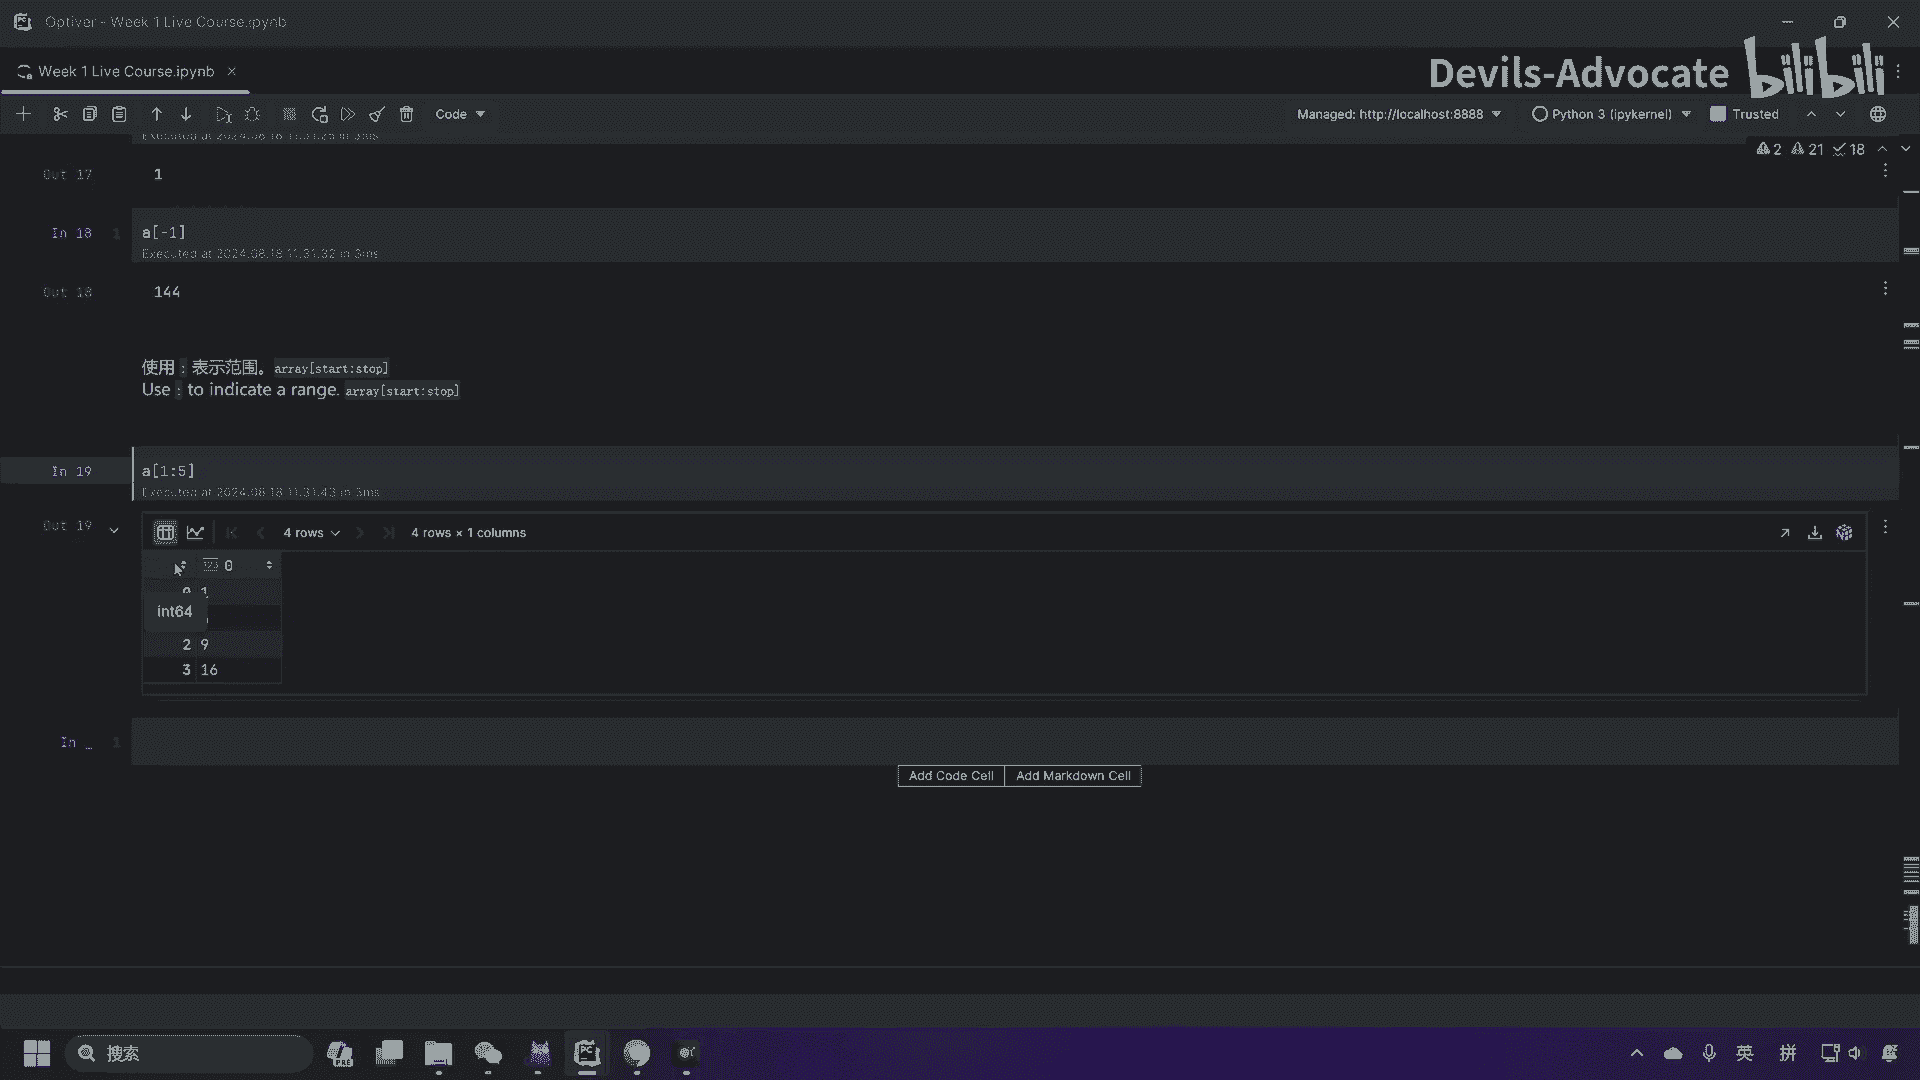 Optiver - Week 1 Live Course.ipynb
Week 1 Live Course.ipynb
Devils-Advocate bilibili
Code
Managed: http://localhost:8888
Python 3 (ipykernel)
Trusted
2 21 18
Out 17 1
In 18 1 a[-1]
Executed at 2024.08.18 11:31:32 in 3ms
Out 18 144
使用 : 表示范围。array[start:stop]
Use : to indicate a range. array[start:stop]
In 19 a[1:5]
Executed at 2024.08.18 11:31:43 in 3ms
Out 19
4 rows
4 rows × 1 columns
123 0
0 1
int64
2 9
3 16
In _ 1
Add Code Cell Add Markdown Cell
搜索
PRE
PC
英
拼